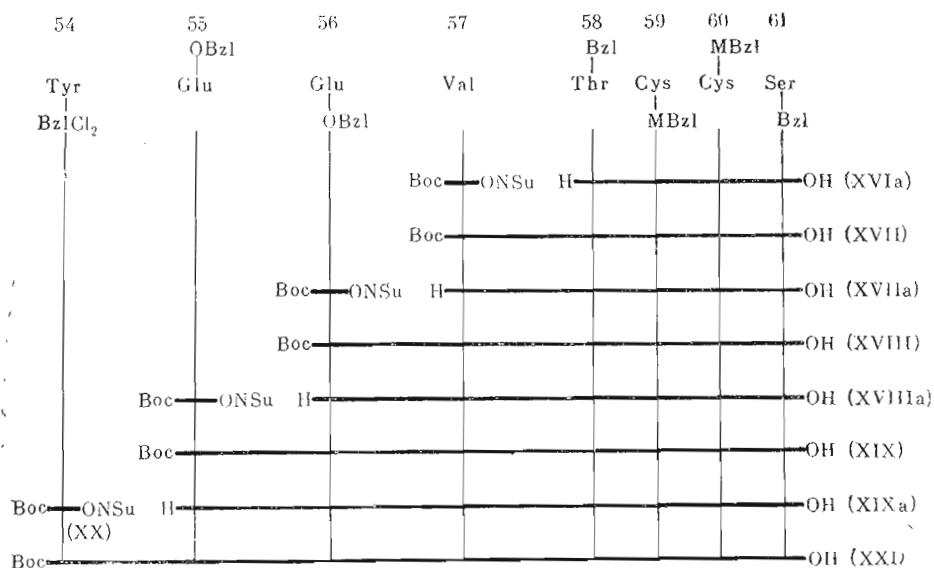 54 55 56 57 58 59 60 61
OBzl Bzl MBzl
Tyr Glu Glu Val Thr Cys Cys Ser
BzlCl₂ OBzl MBzl Bzl
Boc ONSu H OH (XVIa)
Boc OH (XVII)
Boc ONSu H OH (XVIIa)
Boc OH (XVIII)
Boc ONSu H OH (XVIIIa)
Boc OH (XIX)
Boc ONSu H OH (XIXa)
(XX)
Boc OH (XXI)